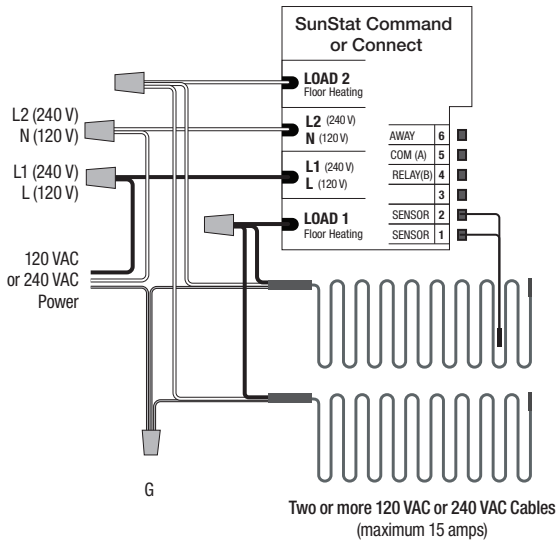 SunStat Command
or Connect
LOAD 2
Floor Heating
L2 (240 V)
N (120 V)
L2 (240 V)
N (120 V)
L1 (240 V)
L (120 V)
L1 (240 V)
L (120 V)
LOAD 1
Floor Heating
AWAY 6
COM (A) 5
RELAY(B) 4
3
SENSOR 2
SENSOR 1
120 VAC
or 240 VAC
Power
G
Two or more 120 VAC or 240 VAC Cables
(maximum 15 amps)